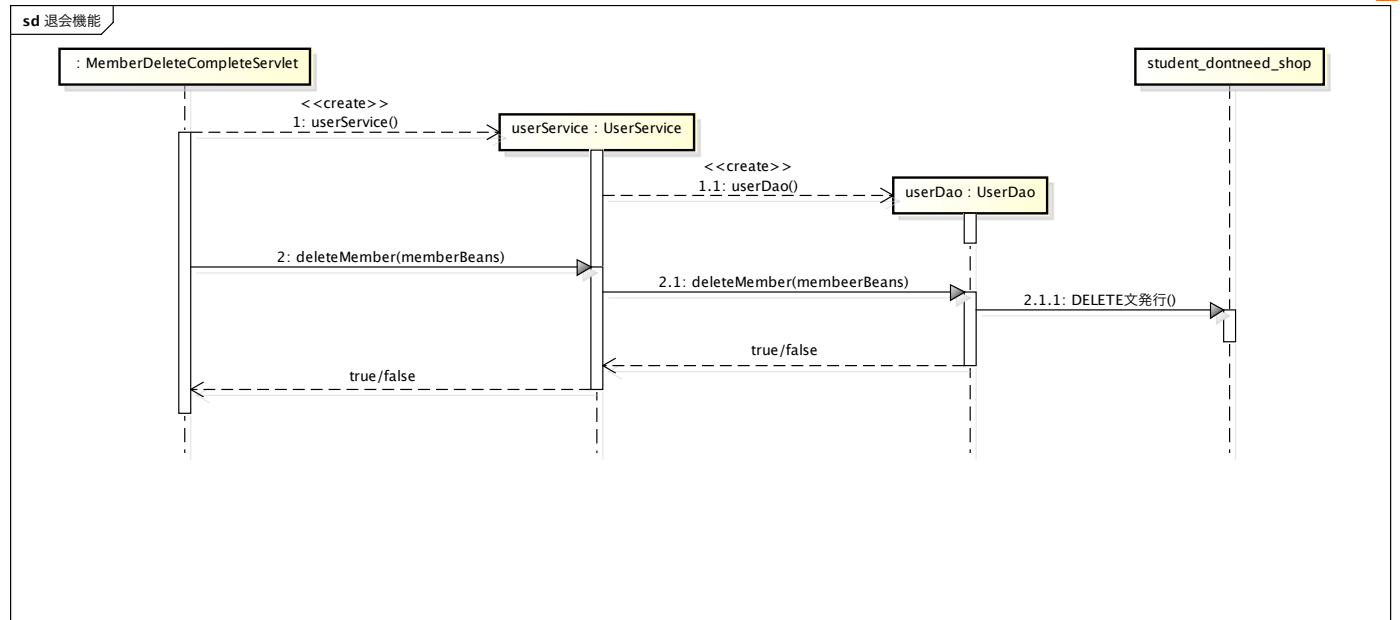 sd 退会機能
: MemberDeleteCompleteServlet
student_dontneed_shop
<<create>>
1: userService()
userService : UserService
<<create>>
1.1: userDao()
userDao : UserDao
2: deleteMember(memberBeans)
2.1: deleteMember(membeerBeans)
2.1.1: DELETE文発行()
true/false
true/false